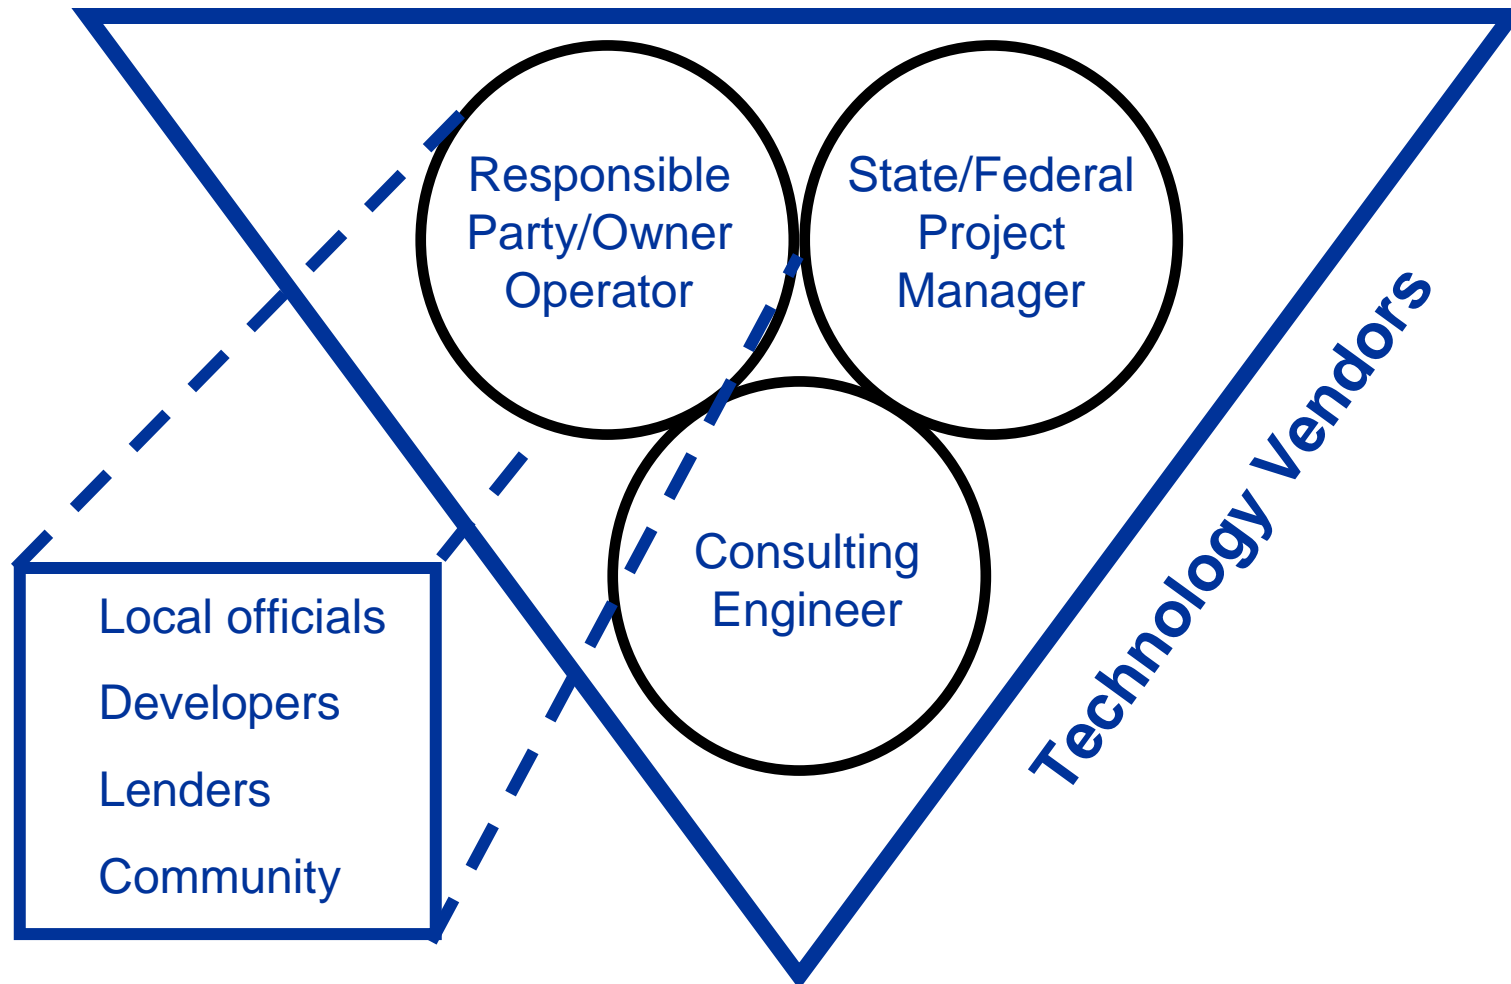 Responsible
Party/Owner
Operator
State/Federal
Project
Manager
Consulting
Engineer
Technology Vendors
Local officials
Developers
Lenders
Community